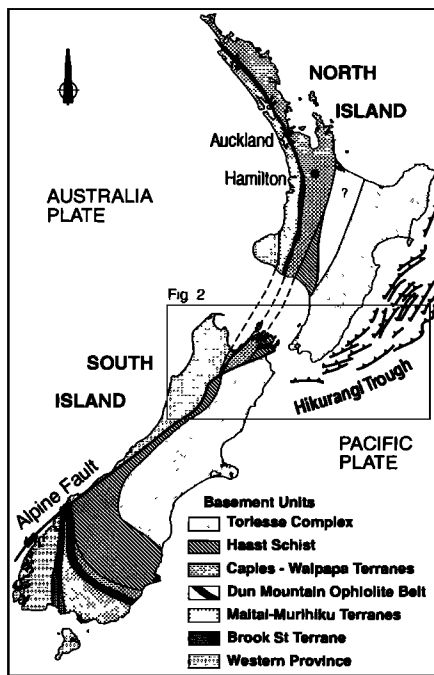 NORTH
ISLAND
Auckland
Hamilton
AUSTRALIA
PLATE
?
Fig. 2
SOUTH
ISLAND
Hikurangi Trough
PACIFIC
PLATE
Alpine Fault
Basement Units
Torlesse Complex
Haast Schist
Caples - Waipapa Terranes
Dun Mountain Ophiolite Belt
Maitai-Murihiku Terranes
Brook St Terrane
Western Province